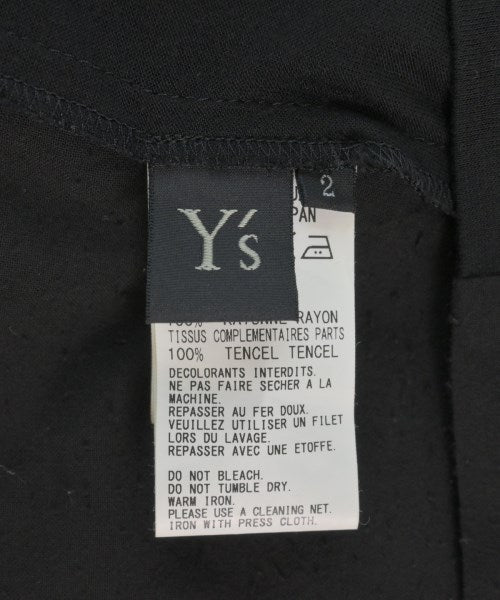 Y's
2
PAN
100% RAYONNE RAYON
TISSUS COMPLEMENTAIRES PARTS
100% TENCEL TENCEL
DECOLORANTS INTERDITS.
NE PAS FAIRE SECHER A LA
MACHINE.
REPASSER AU FER DOUX.
VEUILLEZ UTILISER UN FILET
LORS DU LAVAGE.
REPASSER AVEC UNE ETOFFE.
DO NOT BLEACH.
DO NOT TUMBLE DRY.
WARM IRON.
PLEASE USE A CLEANING NET.
IRON WITH PRESS CLOTH.